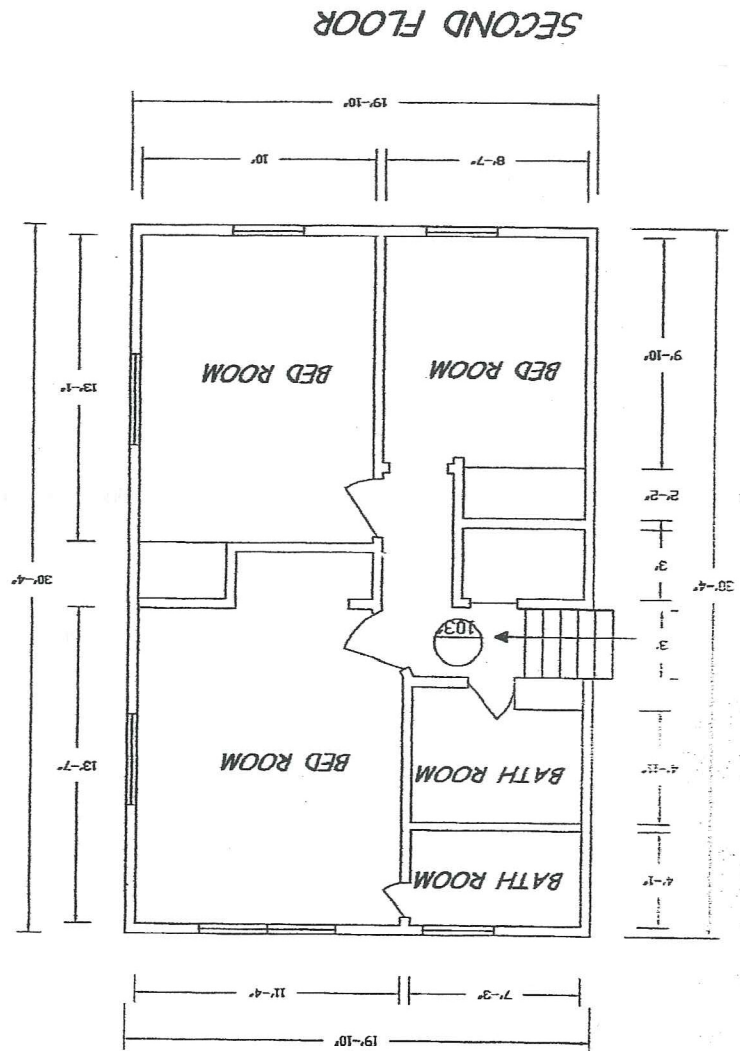 19'-10"
7'-3"
11'-4"
4'-1"
BATH ROOM
4'-11"
BATH ROOM
BED ROOM
13'-7"
3'
103
30'-4"
3'
30'-4"
2'-2"
9'-10"
BED ROOM
BED ROOM
13'-1"
8'-7"
10'
19'-10"
SECOND FLOOR